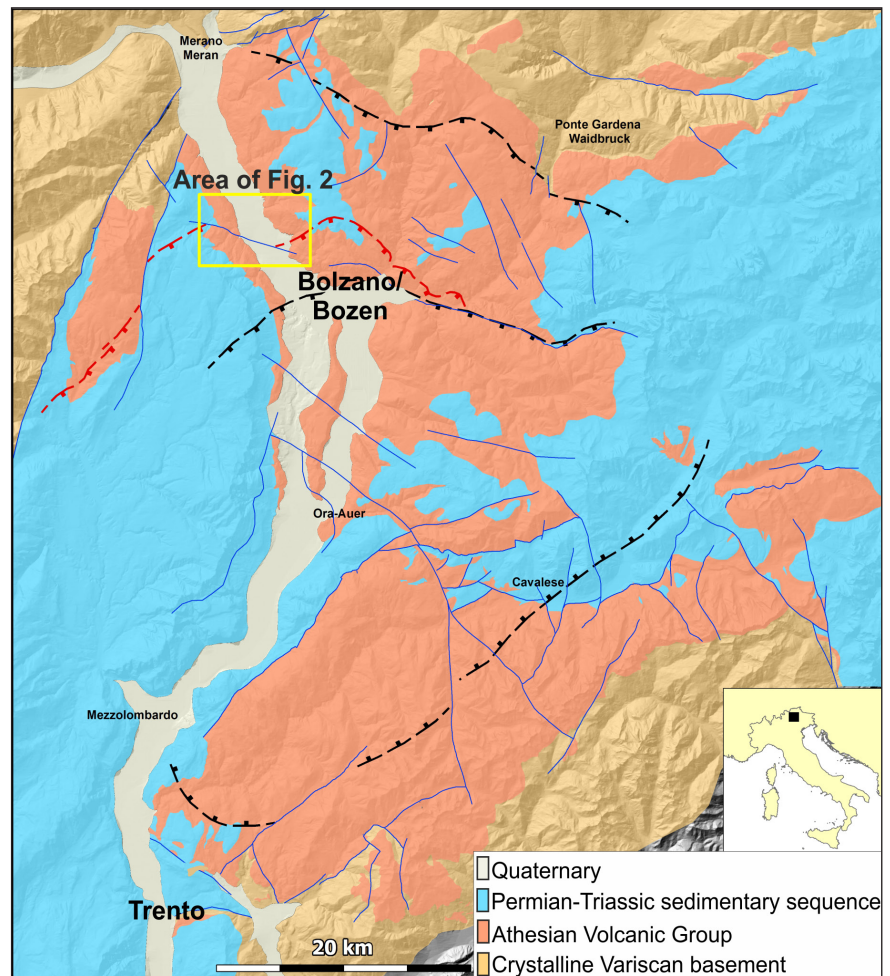 Merano
Meran
Ponte Gardena
Waidbruck
Area of Fig. 2
Bolzano/
Bozen
Ora-Auer
Cavalese
Mezzolombardo
Trento
20 km
Quaternary
Permian-Triassic sedimentary sequence
Athesian Volcanic Group
Crystalline Variscan basement